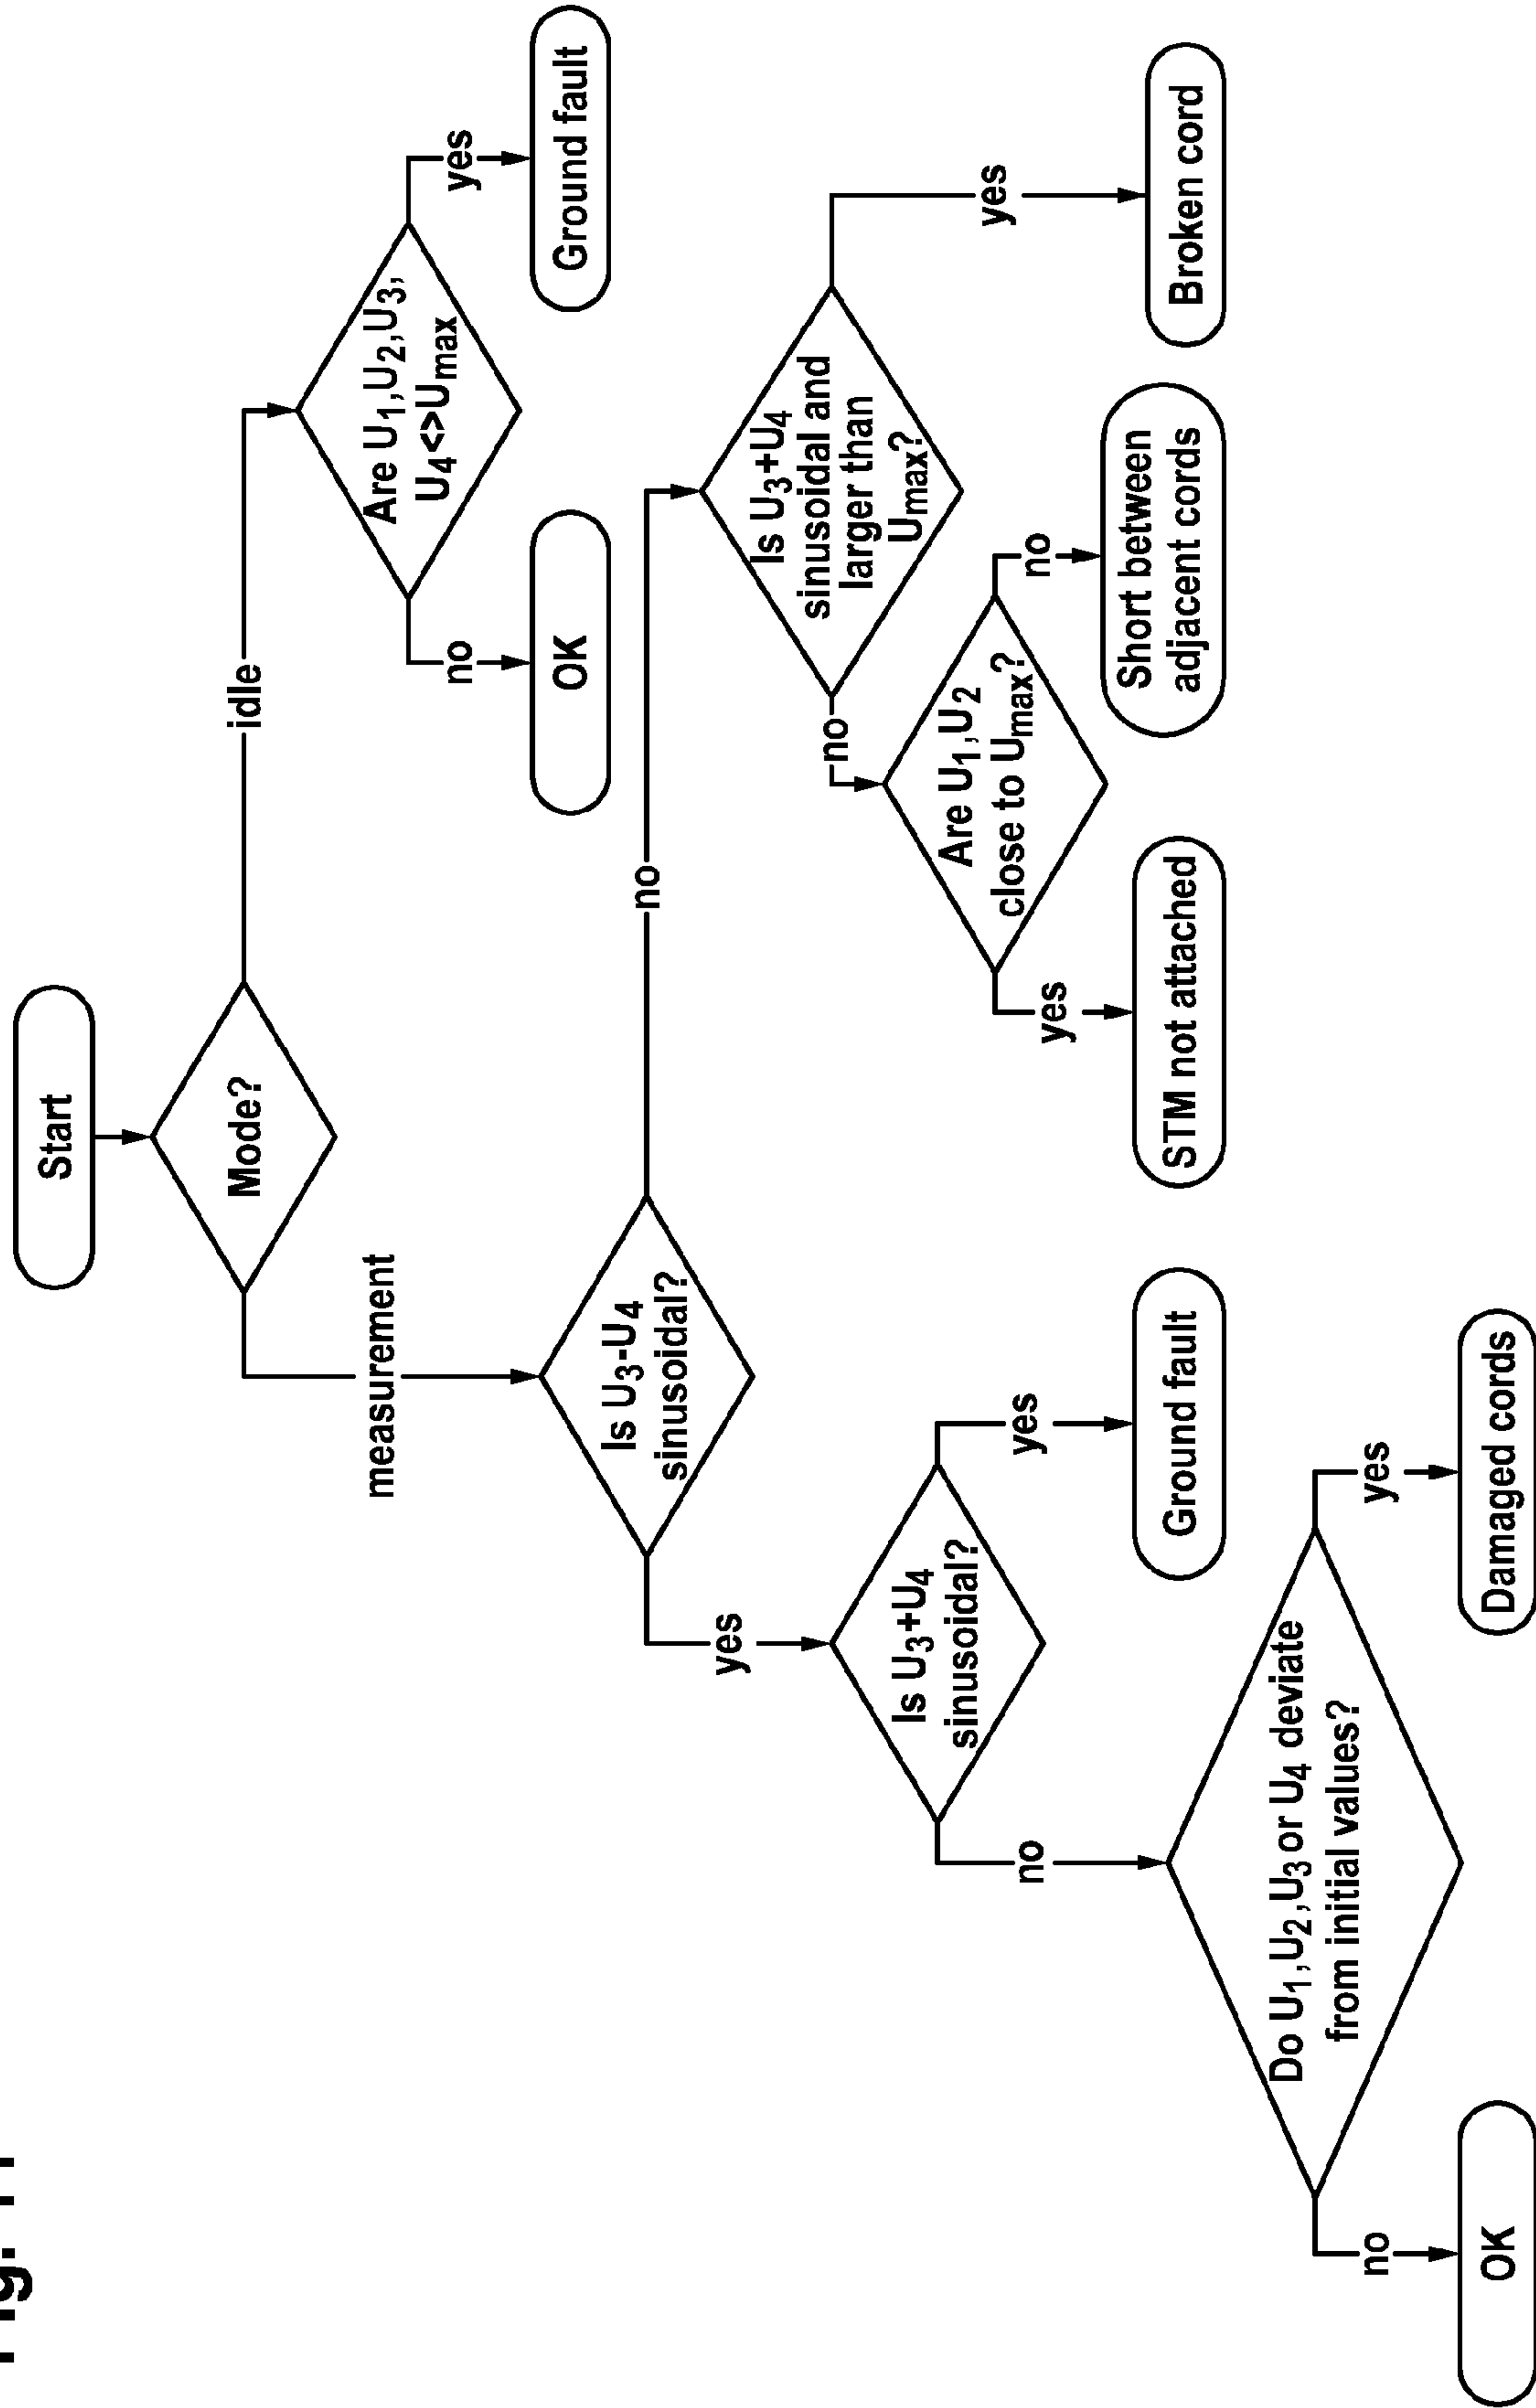 Start
Mode?
measurement
idle
Is U3-U4
sinusoidal?
Are U1,U2,U3,
U4<>Umax
no
yes
OK
Ground fault
yes
no
Is U3+U4
sinusoidal?
Is U3+U4
sinusoidal and
larger than
Umax?
no
yes
no
yes
Are U1,U2
close to Umax?
yes
no
Ground fault
STM not attached
Short between
adjacent cords
Broken cord
Do U1,U2,U3 or U4 deviate
from initial values?
no
yes
OK
Damaged cords